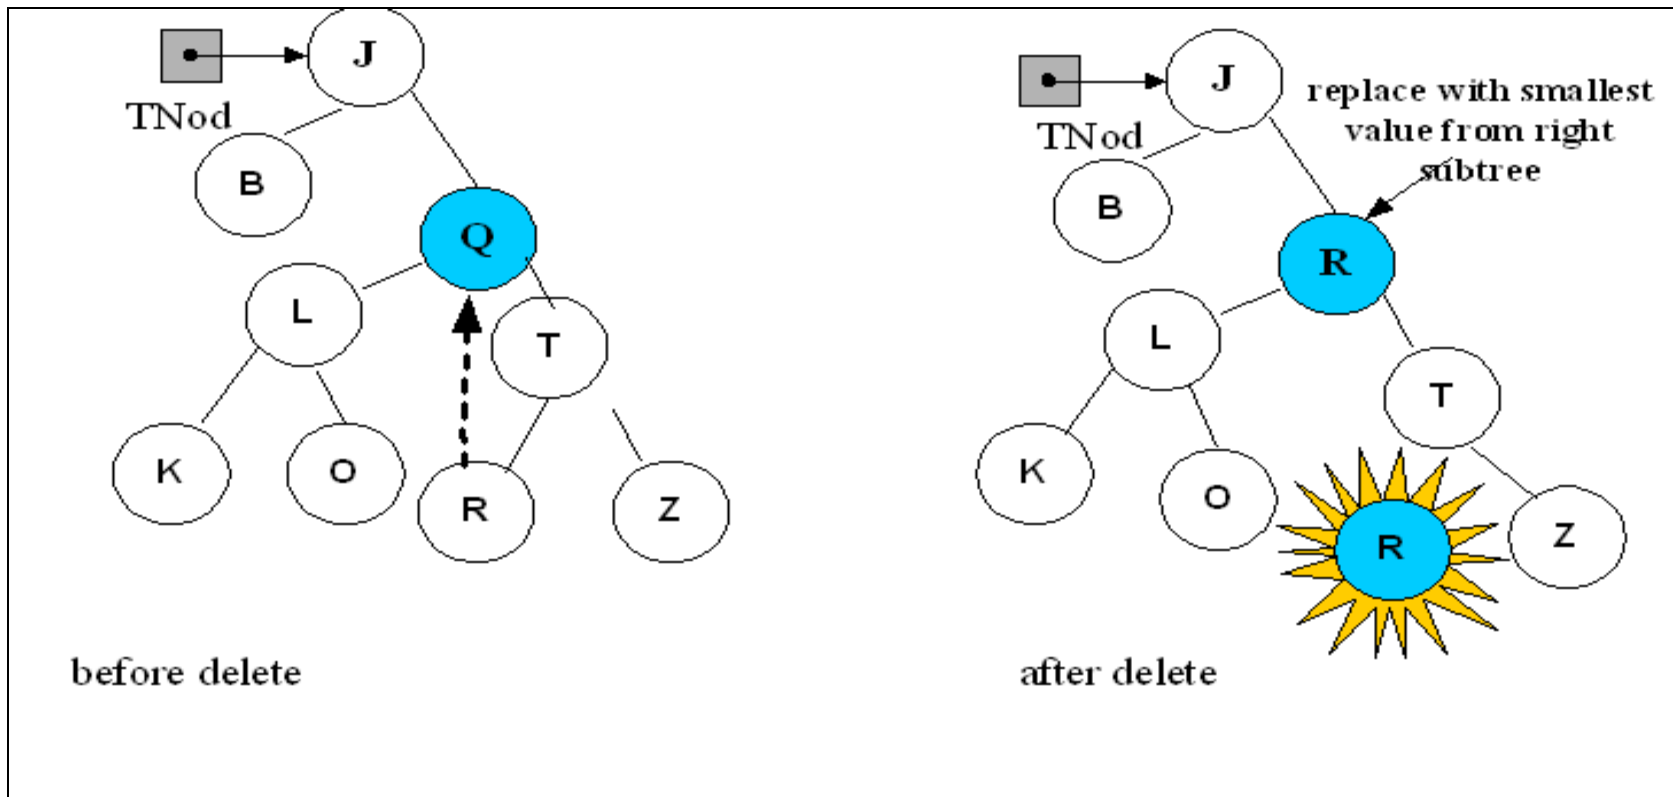 J
TNod
B
Q
L
T
K
O
R
Z
before delete
J
TNod
replace with smallest
value from right
subtree
B
R
L
T
K
O
R
Z
after delete